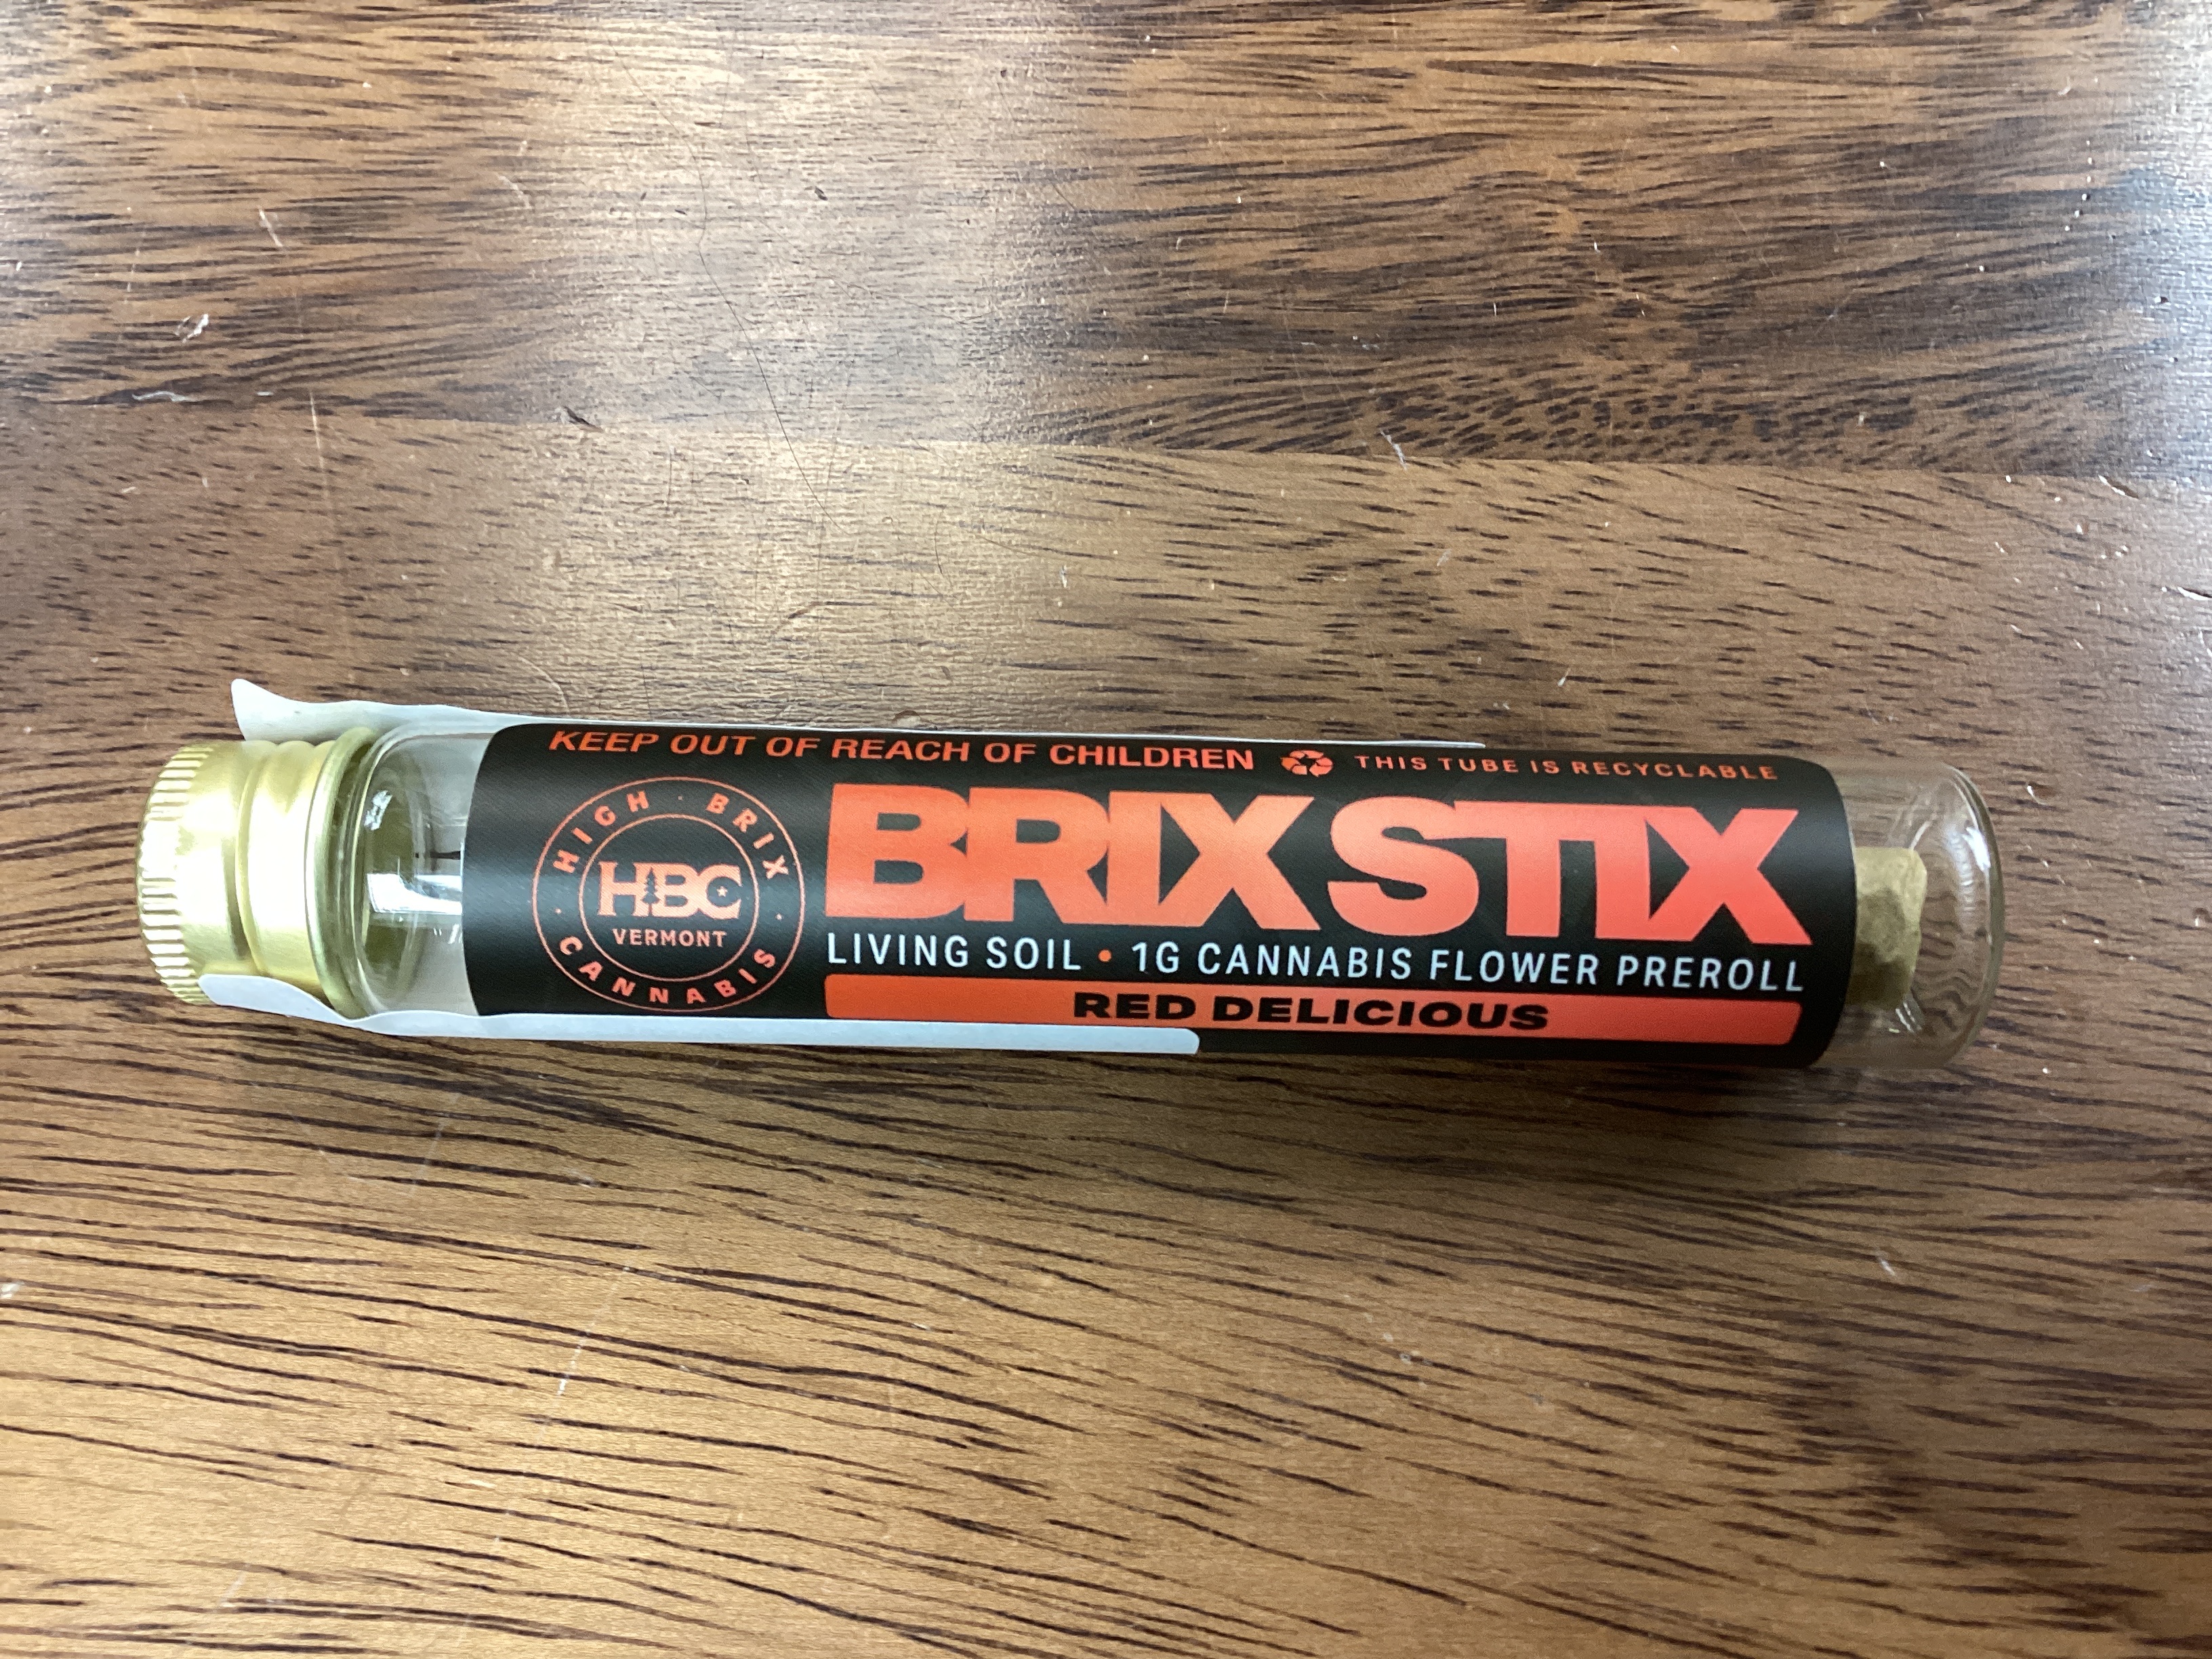 KEEP OUT OF REACH OF CHILDREN THIS TUBE IS RECYCLABLE
HIGH · BRIX · CANNABIS ·
HBC
VERMONT
BRIX STIX
LIVING SOIL • 1G CANNABIS FLOWER PREROLL
RED DELICIOUS